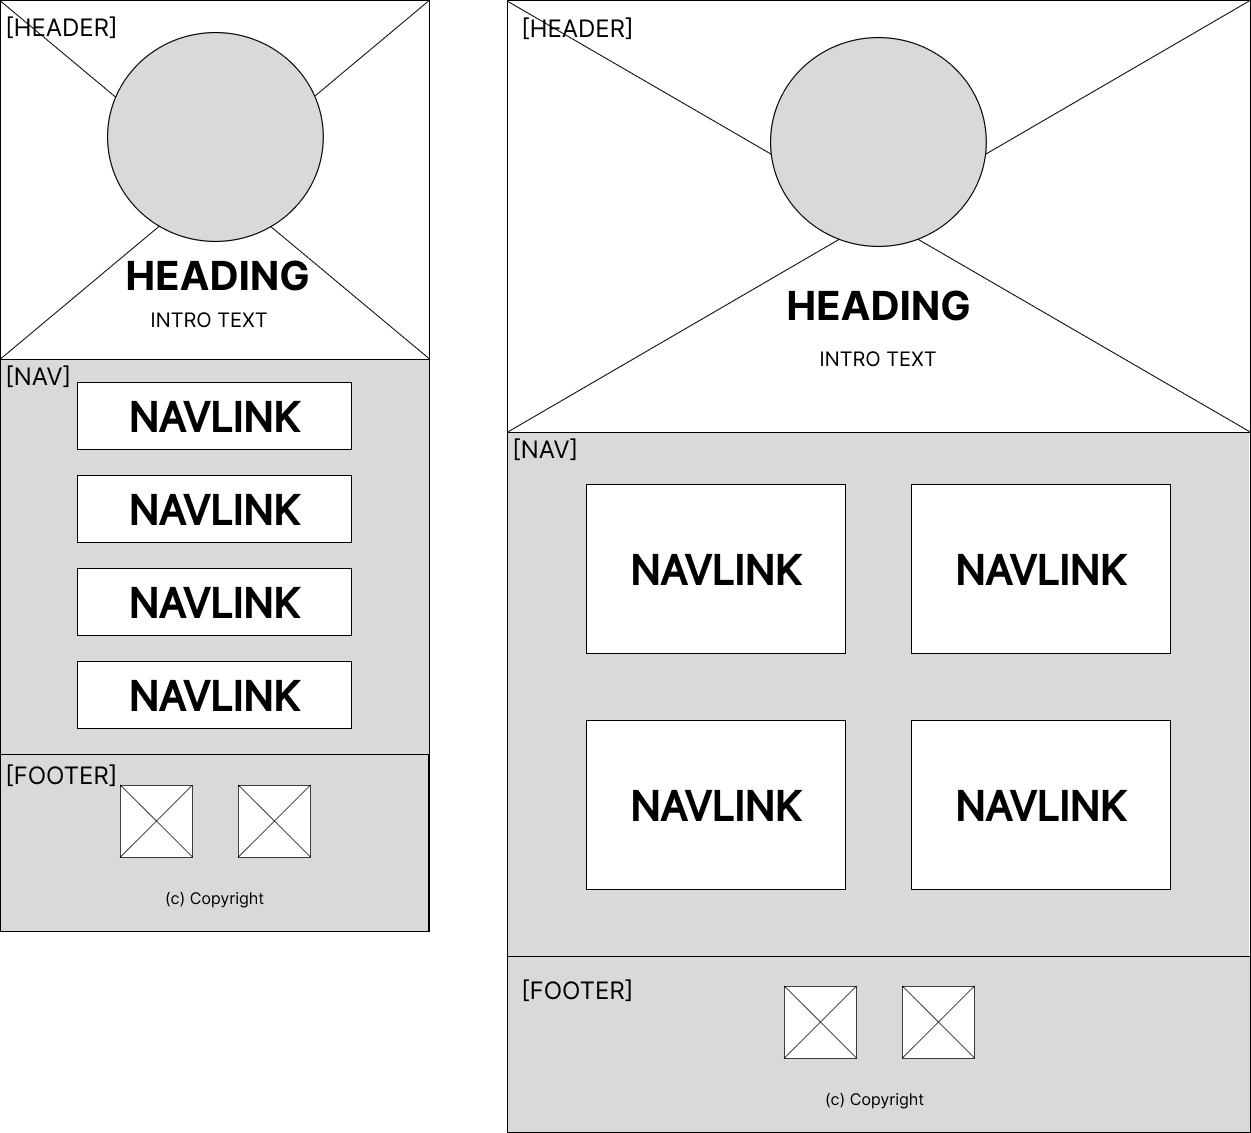 [HEADER]
HEADING
INTRO TEXT
[NAV]
NAVLINK
NAVLINK
NAVLINK
NAVLINK
[FOOTER]
(c) Copyright
[HEADER]
HEADING
INTRO TEXT
[NAV]
NAVLINK
NAVLINK
NAVLINK
NAVLINK
[FOOTER]
(c) Copyright